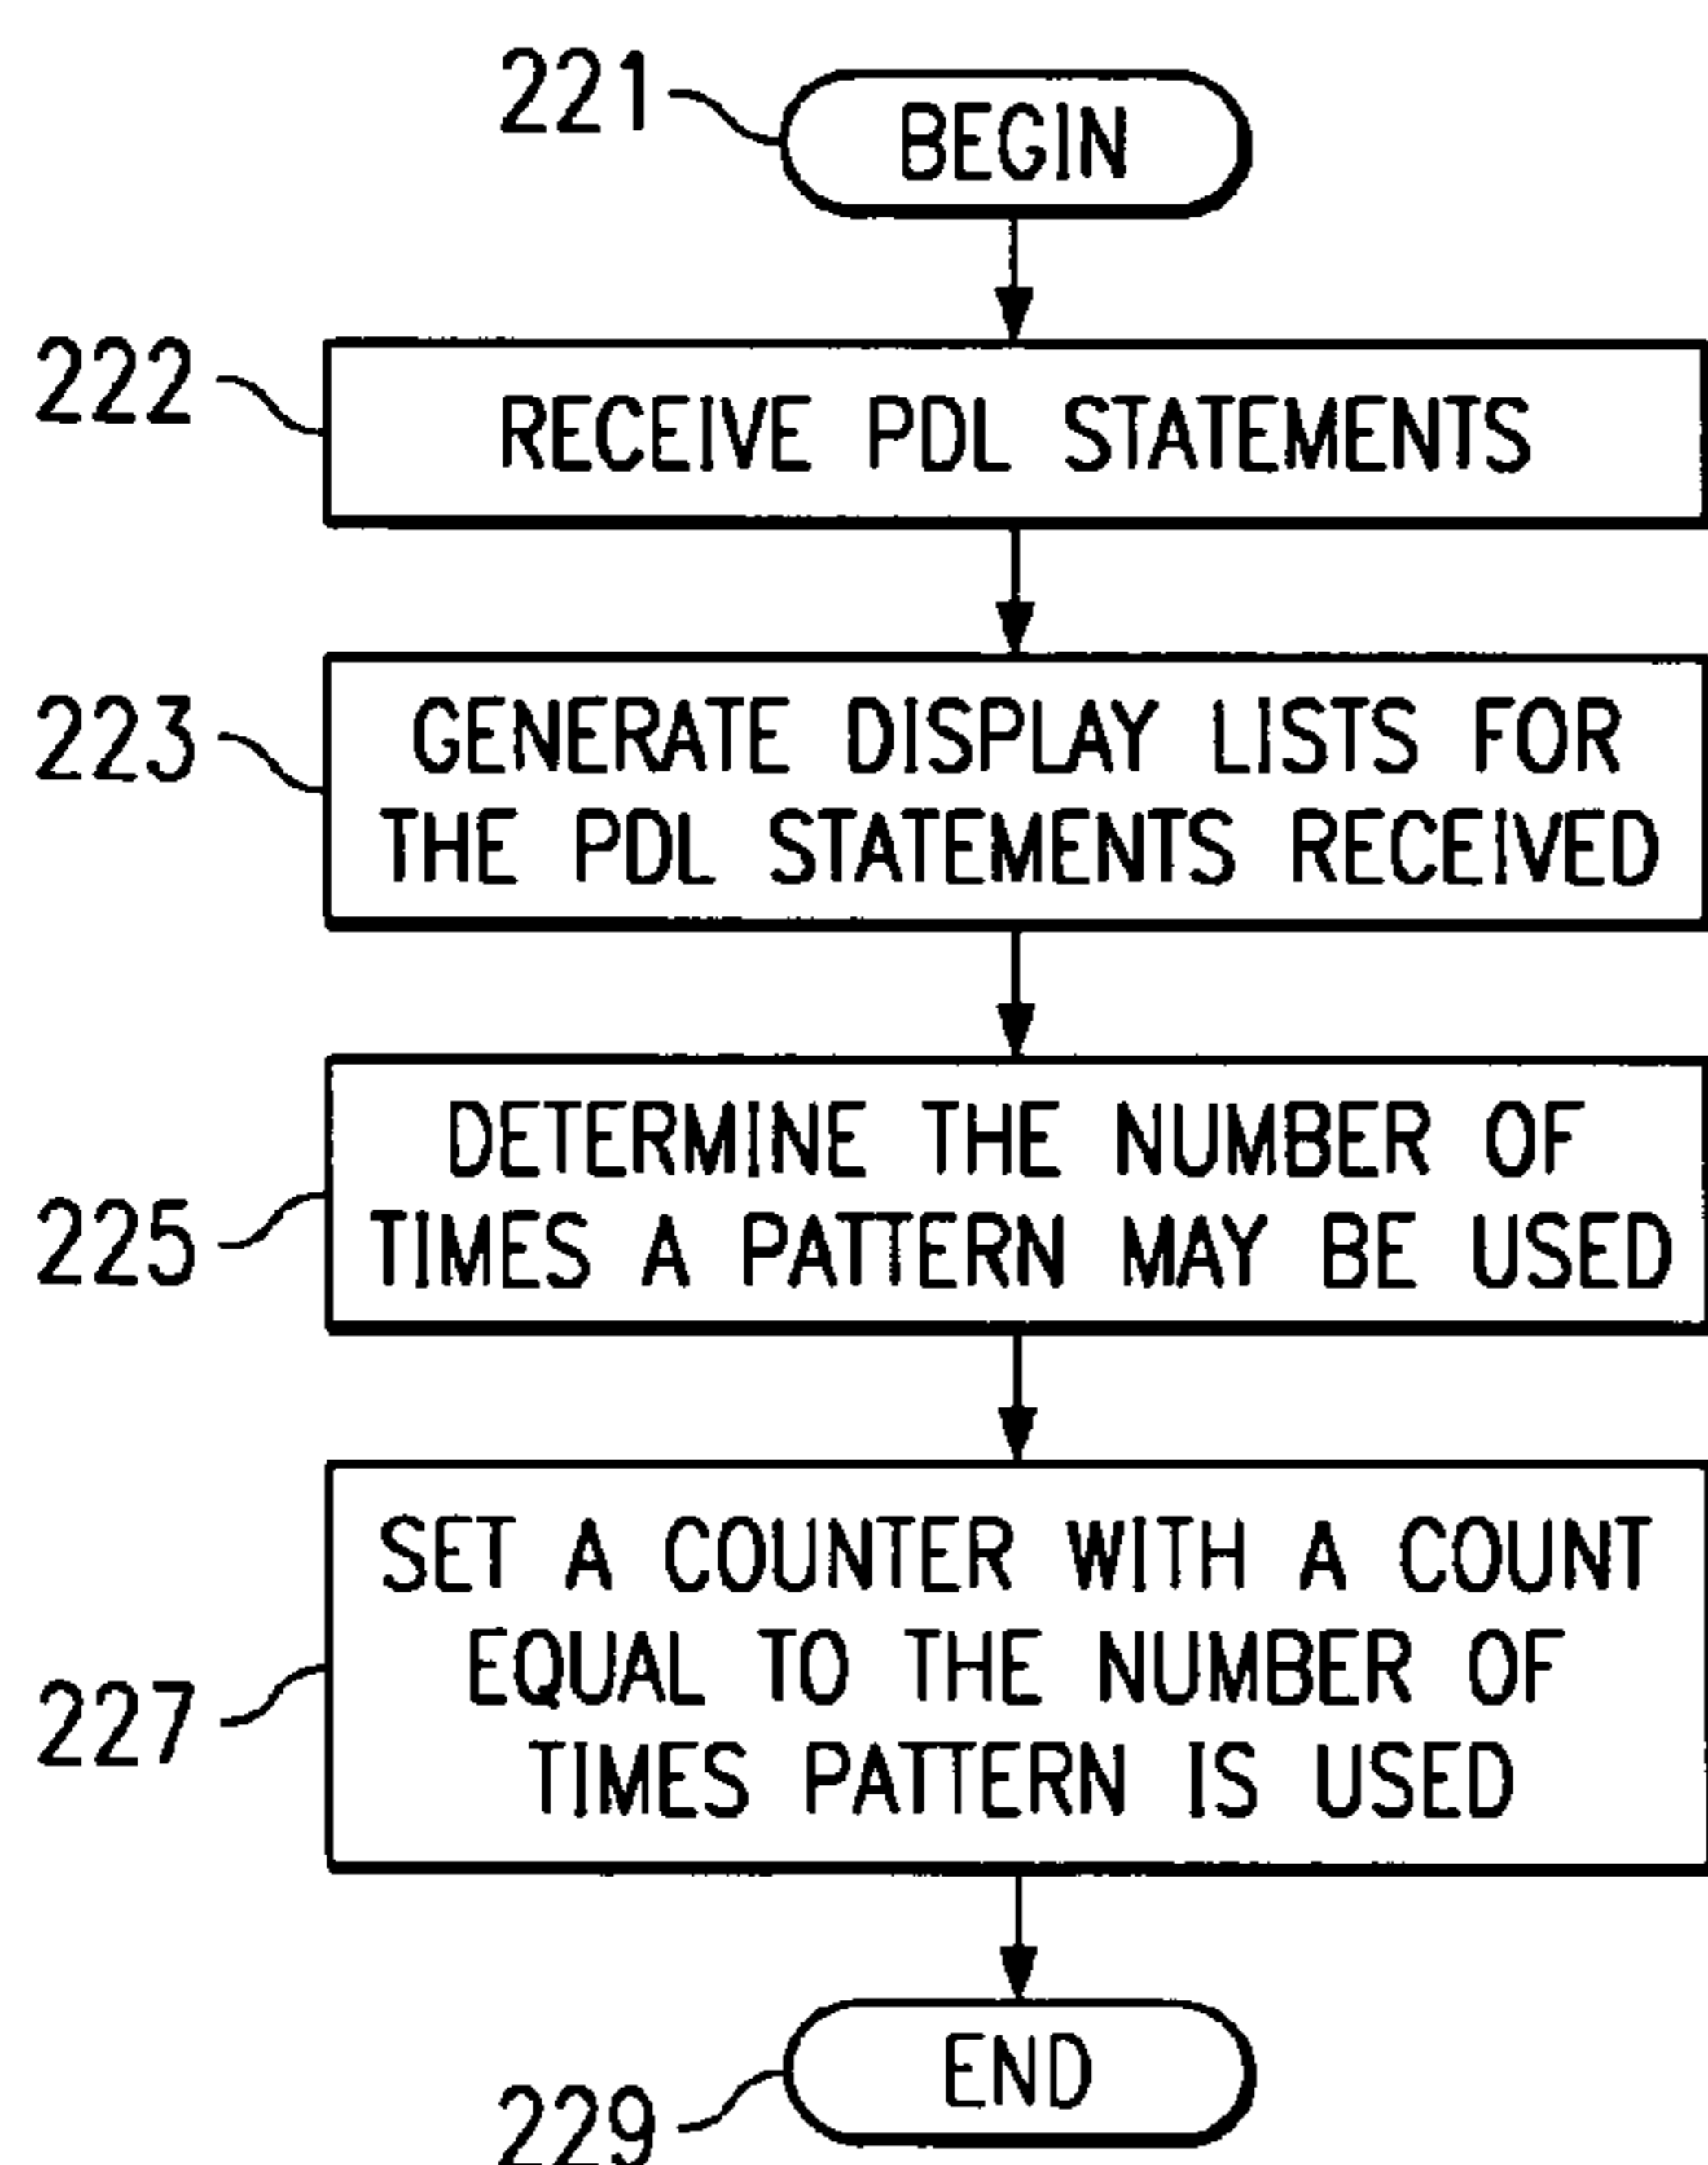 221
BEGIN
222
RECEIVE PDL STATEMENTS
223
GENERATE DISPLAY LISTS FOR
THE PDL STATEMENTS RECEIVED
225
DETERMINE THE NUMBER OF
TIMES A PATTERN MAY BE USED
227
SET A COUNTER WITH A COUNT
EQUAL TO THE NUMBER OF
TIMES PATTERN IS USED
229
END